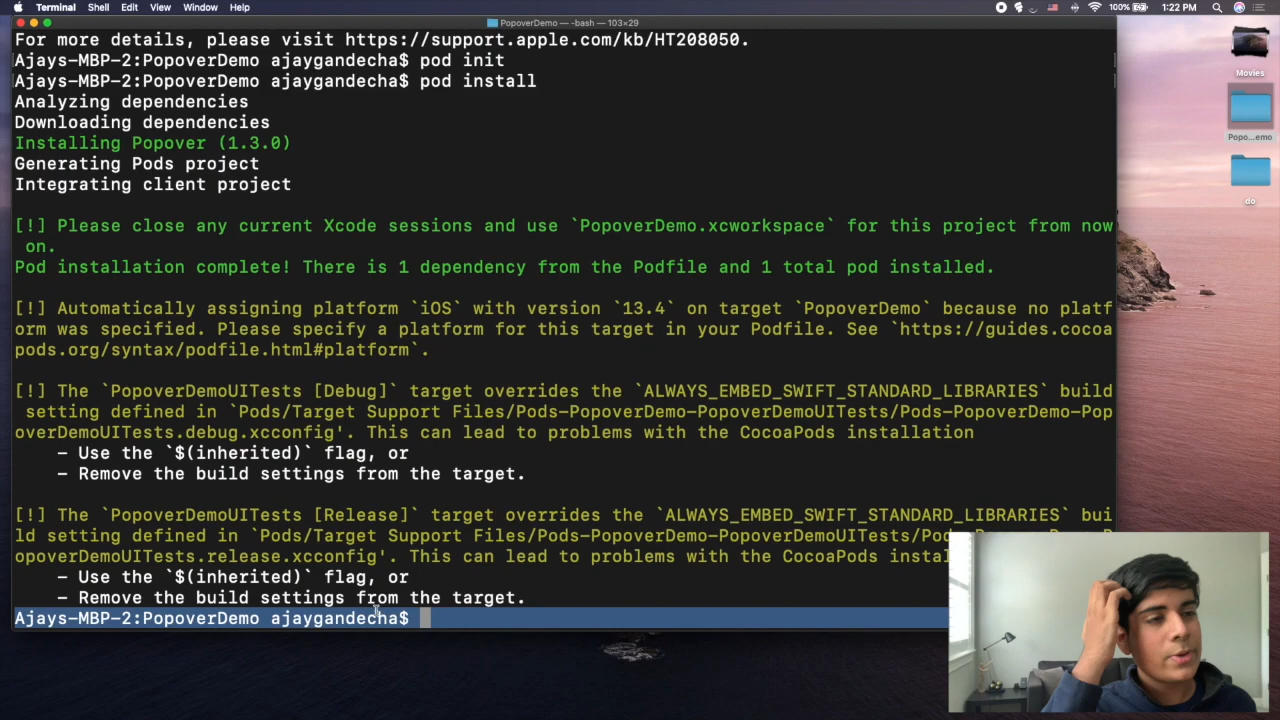 Terminal Shell Edit View Window Help 100% 1:22 PM
PopoverDemo — -bash — 103×29
For more details, please visit https://support.apple.com/kb/HT208050.
Ajays-MBP-2:PopoverDemo ajaygandecha$ pod init
Ajays-MBP-2:PopoverDemo ajaygandecha$ pod install
Analyzing dependencies
Downloading dependencies
Installing Popover (1.3.0)
Generating Pods project
Integrating client project
[!] Please close any current Xcode sessions and use `PopoverDemo.xcworkspace` for this project from now
on.
Pod installation complete! There is 1 dependency from the Podfile and 1 total pod installed.
[!] Automatically assigning platform `iOS` with version `13.4` on target `PopoverDemo` because no platf
orm was specified. Please specify a platform for this target in your Podfile. See `https://guides.cocoa
pods.org/syntax/podfile.html#platform`.
[!] The `PopoverDemoUITests [Debug]` target overrides the `ALWAYS_EMBED_SWIFT_STANDARD_LIBRARIES` build
setting defined in `Pods/Target Support Files/Pods-PopoverDemo-PopoverDemoUITests/Pods-PopoverDemo-Pop
overDemoUITests.debug.xcconfig'. This can lead to problems with the CocoaPods installation
- Use the `$(inherited)` flag, or
- Remove the build settings from the target.
[!] The `PopoverDemoUITests [Release]` target overrides the `ALWAYS_EMBED_SWIFT_STANDARD_LIBRARIES` bui
ld setting defined in `Pods/Target Support Files/Pods-PopoverDemo-PopoverDemoUITests/Pods-PopoverDemo-P
opoverDemoUITests.release.xcconfig'. This can lead to problems with the CocoaPods instal
- Use the `$(inherited)` flag, or
- Remove the build settings from the target.
Ajays-MBP-2:PopoverDemo ajaygandecha$
Movies
Popo...emo
do